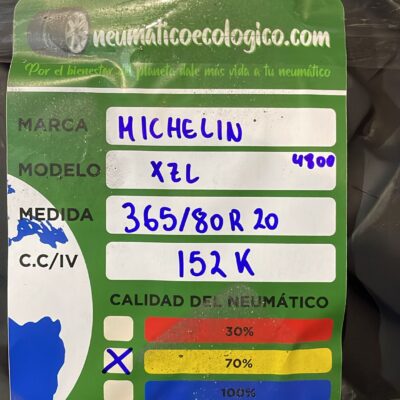 neumaticoecologico.com
Por el bienestar del planeta dale más vida a tu neumático
MARCA MICHELIN
MODELO XZL 4800
MEDIDA 365/80R20
C.C/IV 152K
CALIDAD DEL NEUMÁTICO
30%
X 70%
100%